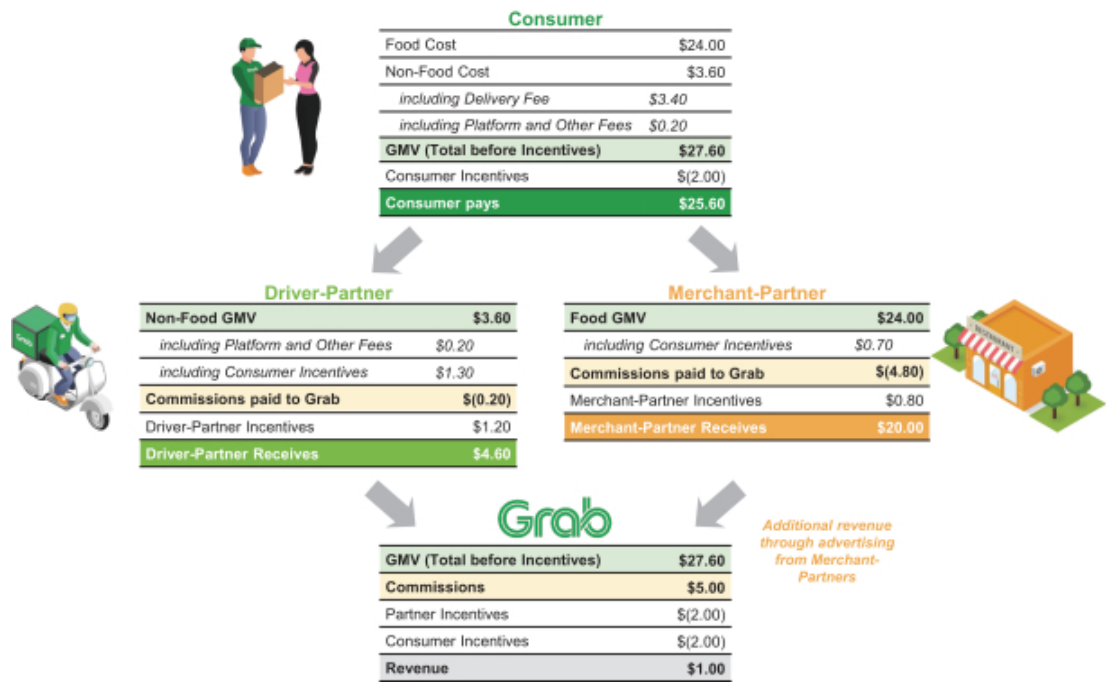 Consumer
Food Cost $24.00
Non-Food Cost $3.60
including Delivery Fee $3.40
including Platform and Other Fees $0.20
GMV (Total before Incentives) $27.60
Consumer Incentives $(2.00)
Consumer pays $25.60
Driver-Partner
Non-Food GMV $3.60
including Platform and Other Fees $0.20
including Consumer Incentives $1.30
Commissions paid to Grab $(0.20)
Driver-Partner Incentives $1.20
Driver-Partner Receives $4.60
Grab
Merchant-Partner
Food GMV $24.00
including Consumer Incentives $0.70
Commissions paid to Grab $(4.80)
Merchant-Partner Incentives $0.80
Merchant-Partner Receives $20.00
RESTAURANT
Grab
GMV (Total before Incentives) $27.60
Commissions $5.00
Partner Incentives $(2.00)
Consumer Incentives $(2.00)
Revenue $1.00
Additional revenue
through advertising
from Merchant-
Partners